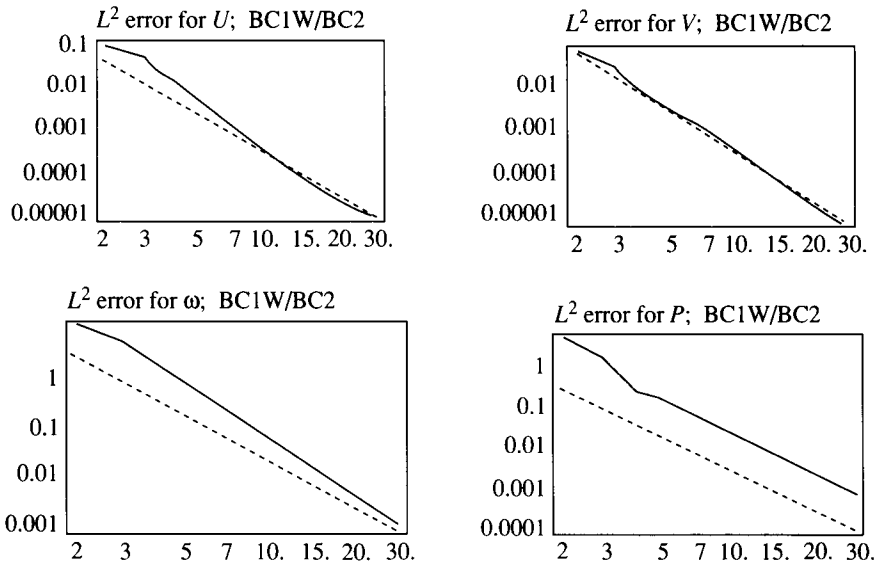 L² error for U; BC1W/BC2
0.1
0.01
0.001
0.0001
0.00001
2 3 5 7 10. 15. 20. 30.
L² error for V; BC1W/BC2
0.01
0.001
0.0001
0.00001
2 3 5 7 10. 15. 20. 30.
L² error for ω; BC1W/BC2
1
0.1
0.01
0.001
2 3 5 7 10. 15. 20. 30.
L² error for P; BC1W/BC2
1
0.1
0.01
0.001
0.0001
2 3 5 7 10. 15. 20. 30.